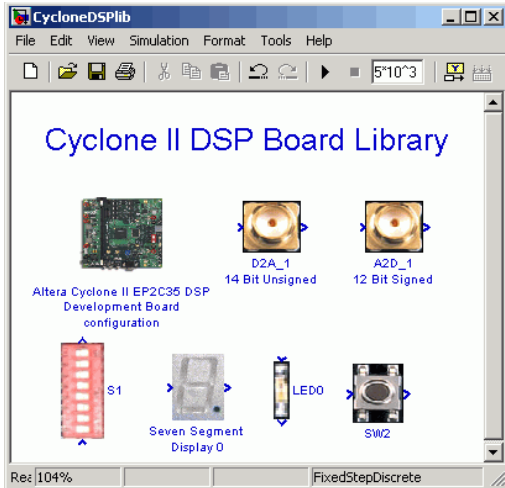 CycloneDSPlib
File Edit View Simulation Format Tools Help
5*10^3
Cyclone II DSP Board Library
D2A_1
14 Bit Unsigned
A2D_1
12 Bit Signed
Altera Cyclone II EP2C35 DSP
Development Board
configuration
S1
Seven Segment
Display 0
LED0
SW2
Rea 104% FixedStepDiscrete